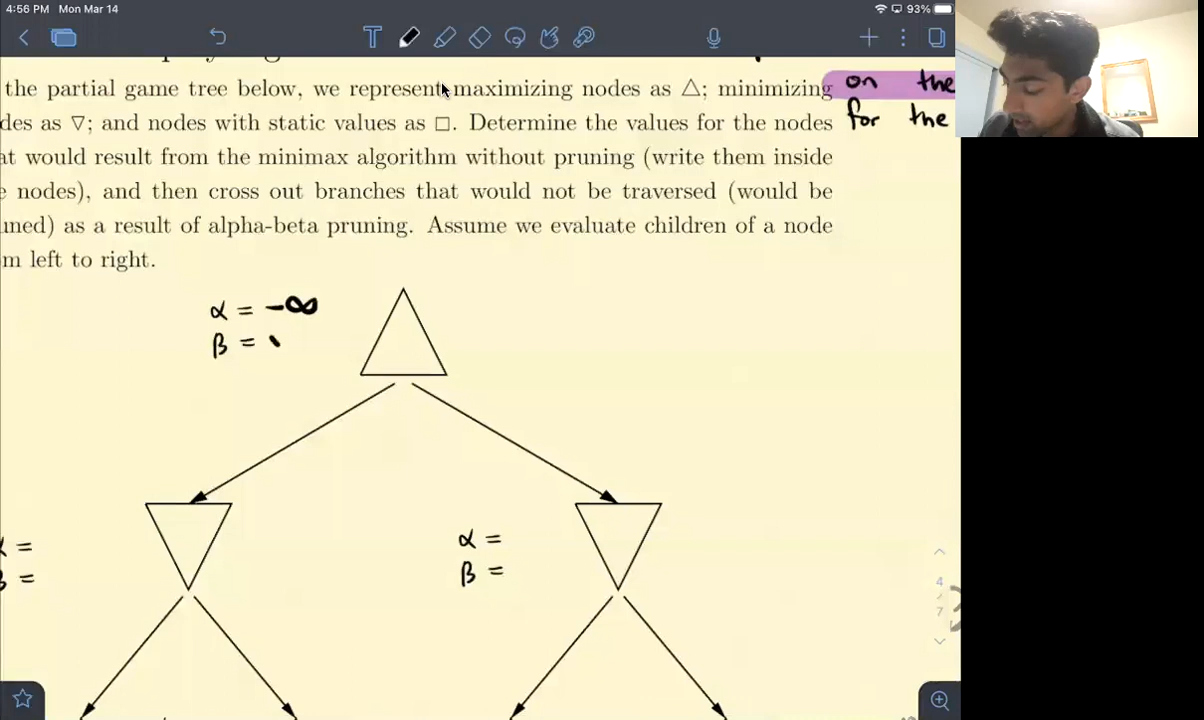 4:56 PM Mon Mar 14
93%
T
the partial game tree below, we represent maximizing nodes as △; minimizing on the
des as ▽; and nodes with static values as □. Determine the values for the nodes for the
at would result from the minimax algorithm without pruning (write them inside
e nodes), and then cross out branches that would not be traversed (would be
uned) as a result of alpha-beta pruning. Assume we evaluate children of a node
m left to right.
α = -∞
β =
α =
β =
α =
β =
4
7